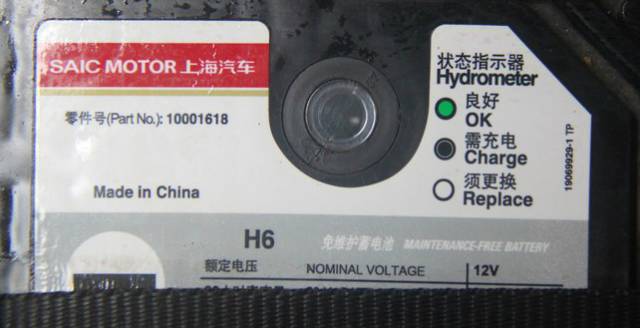 SAIC MOTOR 上海汽车
零件号(Part No.): 10001618
Made in China
状态指示器
Hydrometer
良好
OK
需充电
Charge
须更换
Replace
19069929-1 TP
H6 免维护蓄电池 MAINTENANCE-FREE BATTERY
额定电压 NOMINAL VOLTAGE 12V